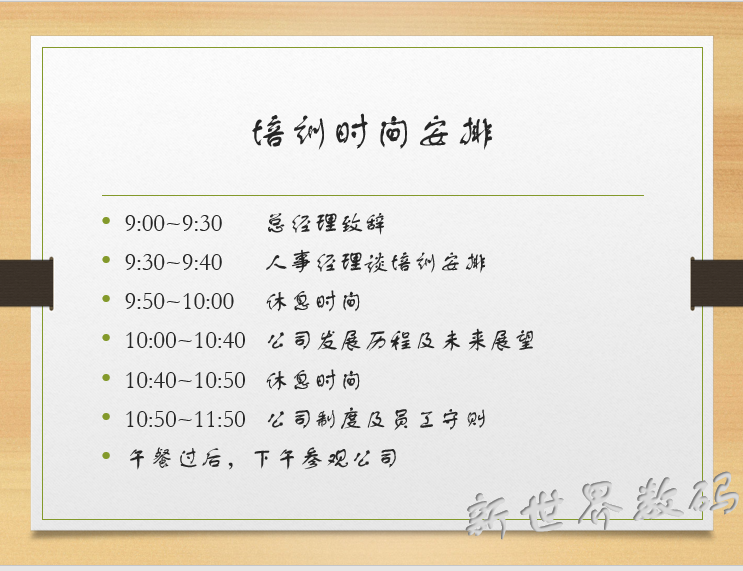 培训时间安排
9:00~9:30 总经理致辞
9:30~9:40 人事经理谈培训安排
9:50~10:00 休息时间
10:00~10:40 公司发展历程及未来展望
10:40~10:50 休息时间
10:50~11:50 公司制度及员工守则
午餐过后，下午参观公司
新世界数码